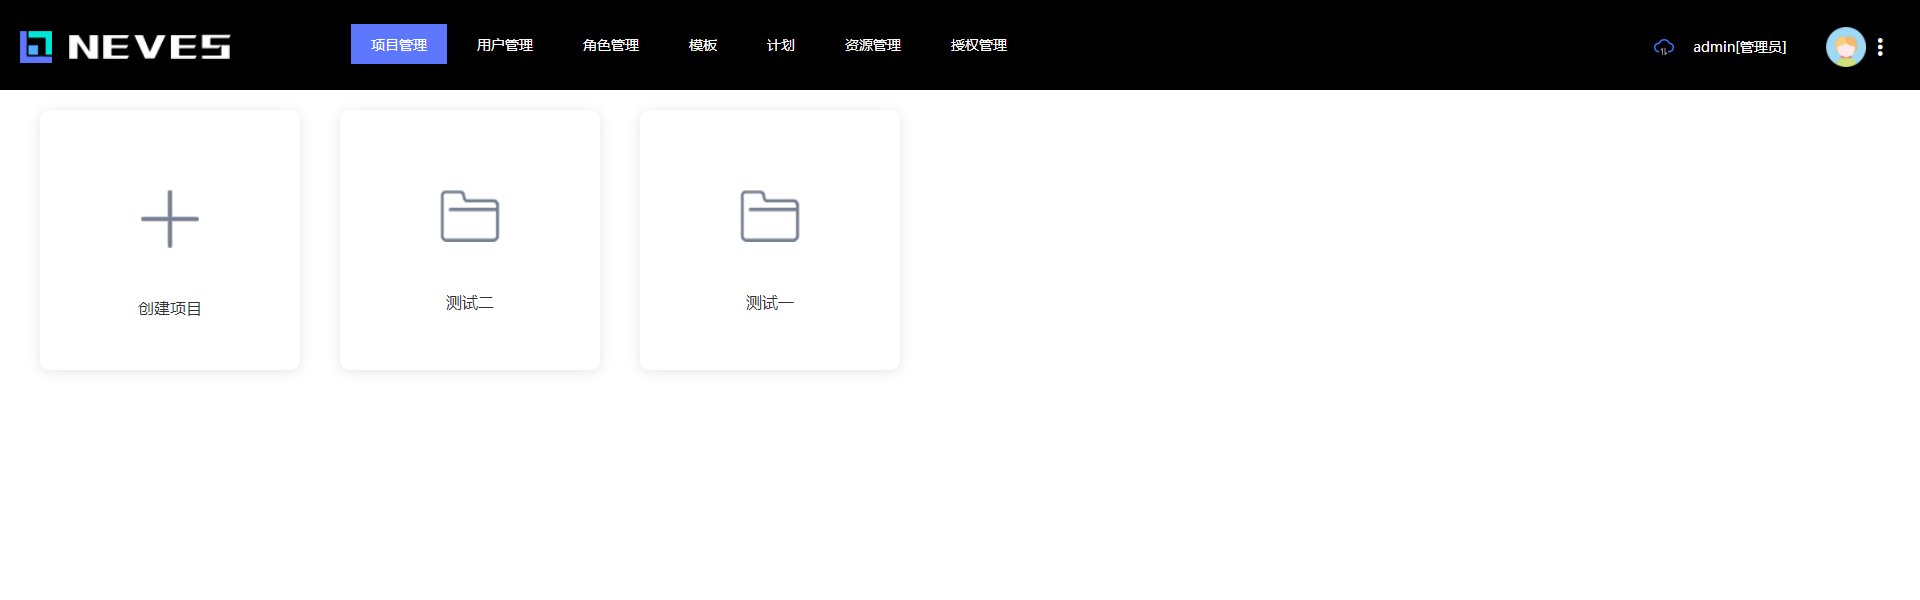 NEVES
项目管理
用户管理
角色管理
模板
计划
资源管理
授权管理
admin[管理员]
创建项目
测试二
测试一